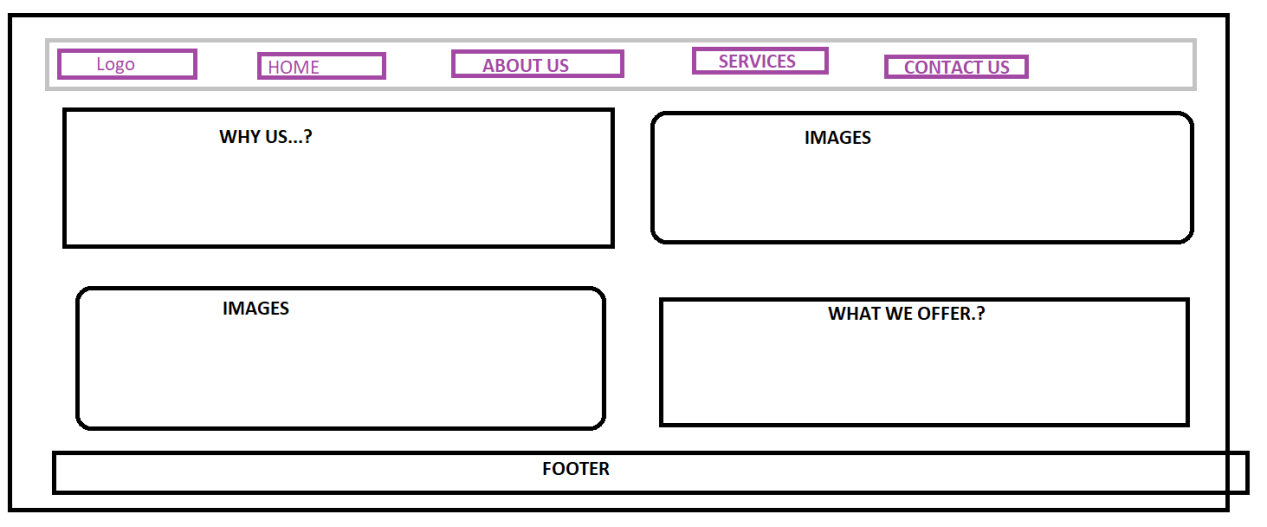 Logo
HOME
ABOUT US
SERVICES
CONTACT US
WHY US...?
IMAGES
IMAGES
WHAT WE OFFER.?
FOOTER